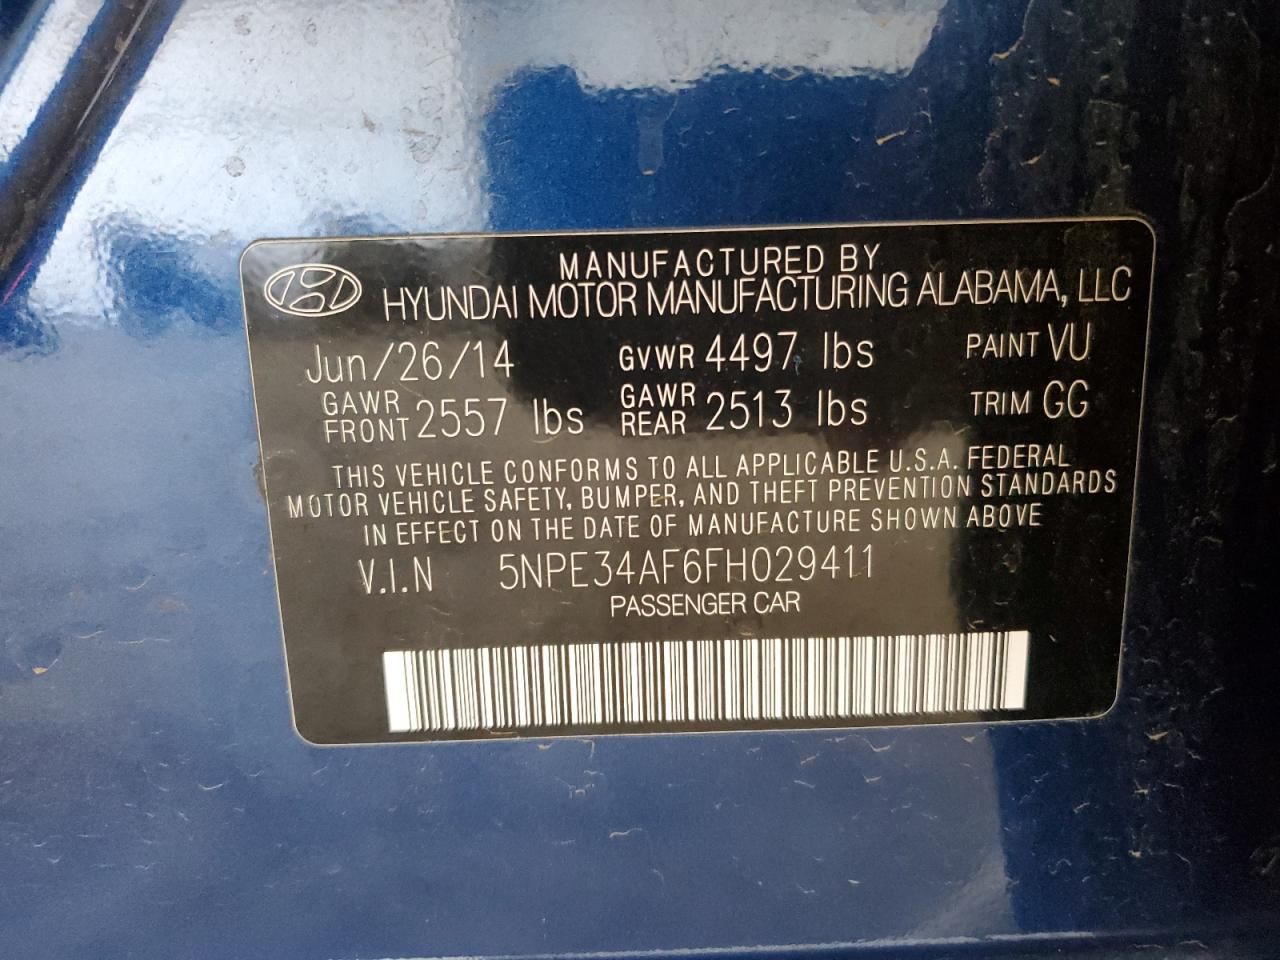 MANUFACTURED BY
HYUNDAI MOTOR MANUFACTURING ALABAMA, LLC
Jun/26/14 GVWR 4497 lbs PAINT VU
GAWR FRONT 2557 lbs GAWR REAR 2513 lbs TRIM GG
THIS VEHICLE CONFORMS TO ALL APPLICABLE U.S.A. FEDERAL
MOTOR VEHICLE SAFETY, BUMPER, AND THEFT PREVENTION STANDARDS
IN EFFECT ON THE DATE OF MANUFACTURE SHOWN ABOVE
V.I.N 5NPE34AF6FH029411
PASSENGER CAR